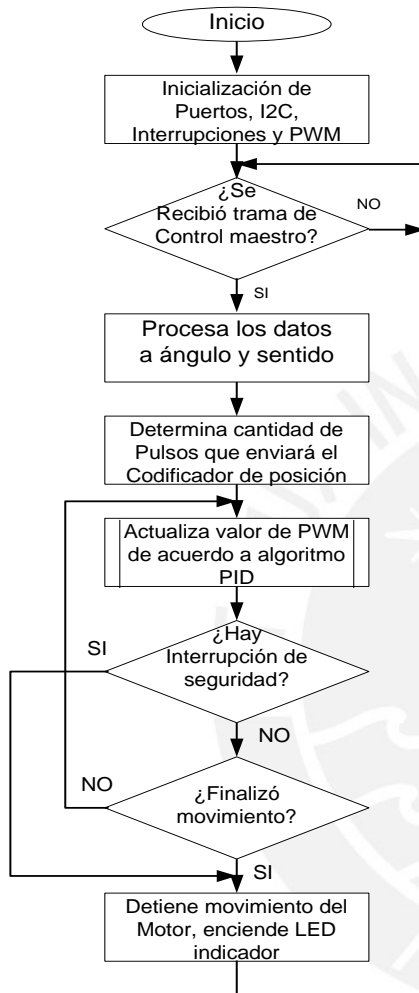 Inicio
Inicialización de
Puertos, I2C,
Interrupciones y PWM
¿Se
Recibió trama de
Control maestro?
NO
SI
Procesa los datos
a ángulo y sentido
Determina cantidad de
Pulsos que enviará el
Codificador de posición
Actualiza valor de PWM
de acuerdo a algoritmo
PID
¿Hay
Interrupción de
seguridad?
SI
NO
¿Finalizó
movimiento?
NO
SI
Detiene movimiento del
Motor, enciende LED
indicador